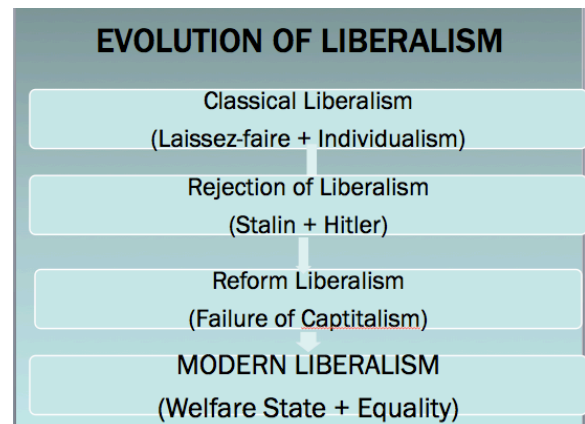 EVOLUTION OF LIBERALISM
Classical Liberalism
(Laissez-faire + Individualism)
Rejection of Liberalism
(Stalin + Hitler)
Reform Liberalism
(Failure of Captitalism)
MODERN LIBERALISM
(Welfare State + Equality)